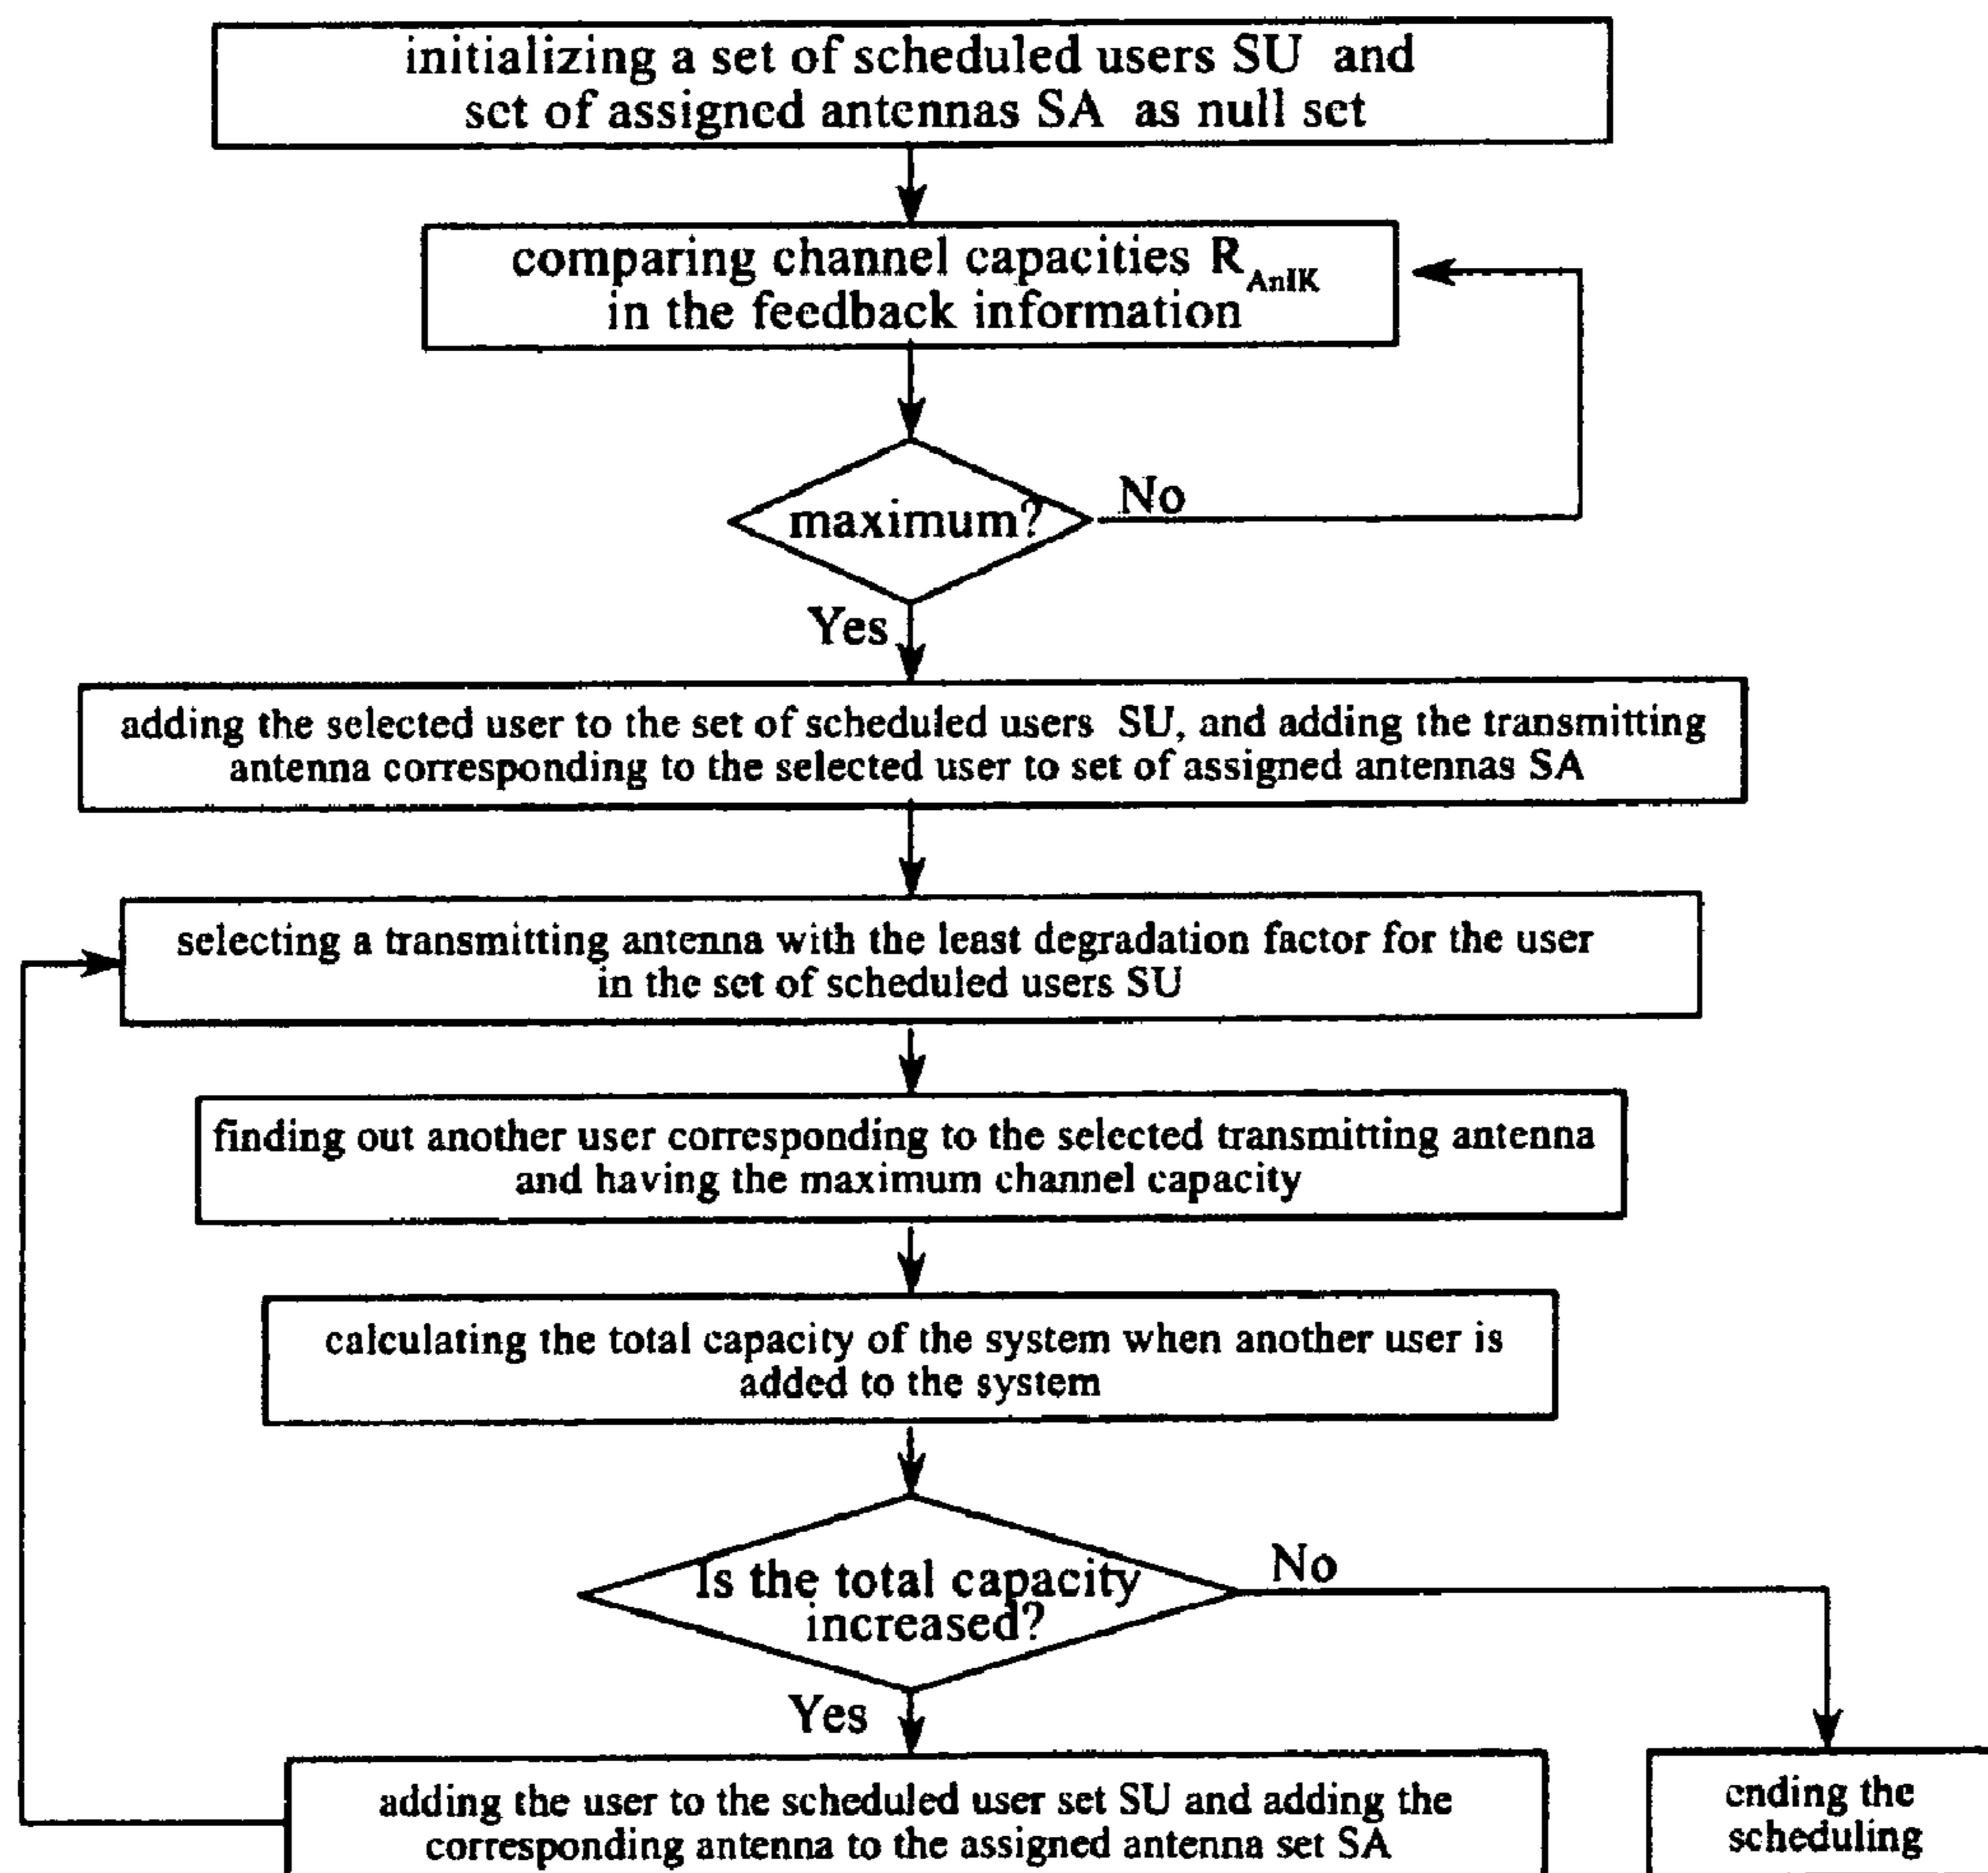 initializing a set of scheduled users SU and
set of assigned antennas SA as null set
comparing channel capacities R AnIK
in the feedback information
maximum?
No
Yes
adding the selected user to the set of scheduled users SU, and adding the transmitting
antenna corresponding to the selected user to set of assigned antennas SA
selecting a transmitting antenna with the least degradation factor for the user
in the set of scheduled users SU
finding out another user corresponding to the selected transmitting antenna
and having the maximum channel capacity
calculating the total capacity of the system when another user is
added to the system
Is the total capacity
increased?
No
Yes
adding the user to the scheduled user set SU and adding the
corresponding antenna to the assigned antenna set SA
ending the
scheduling